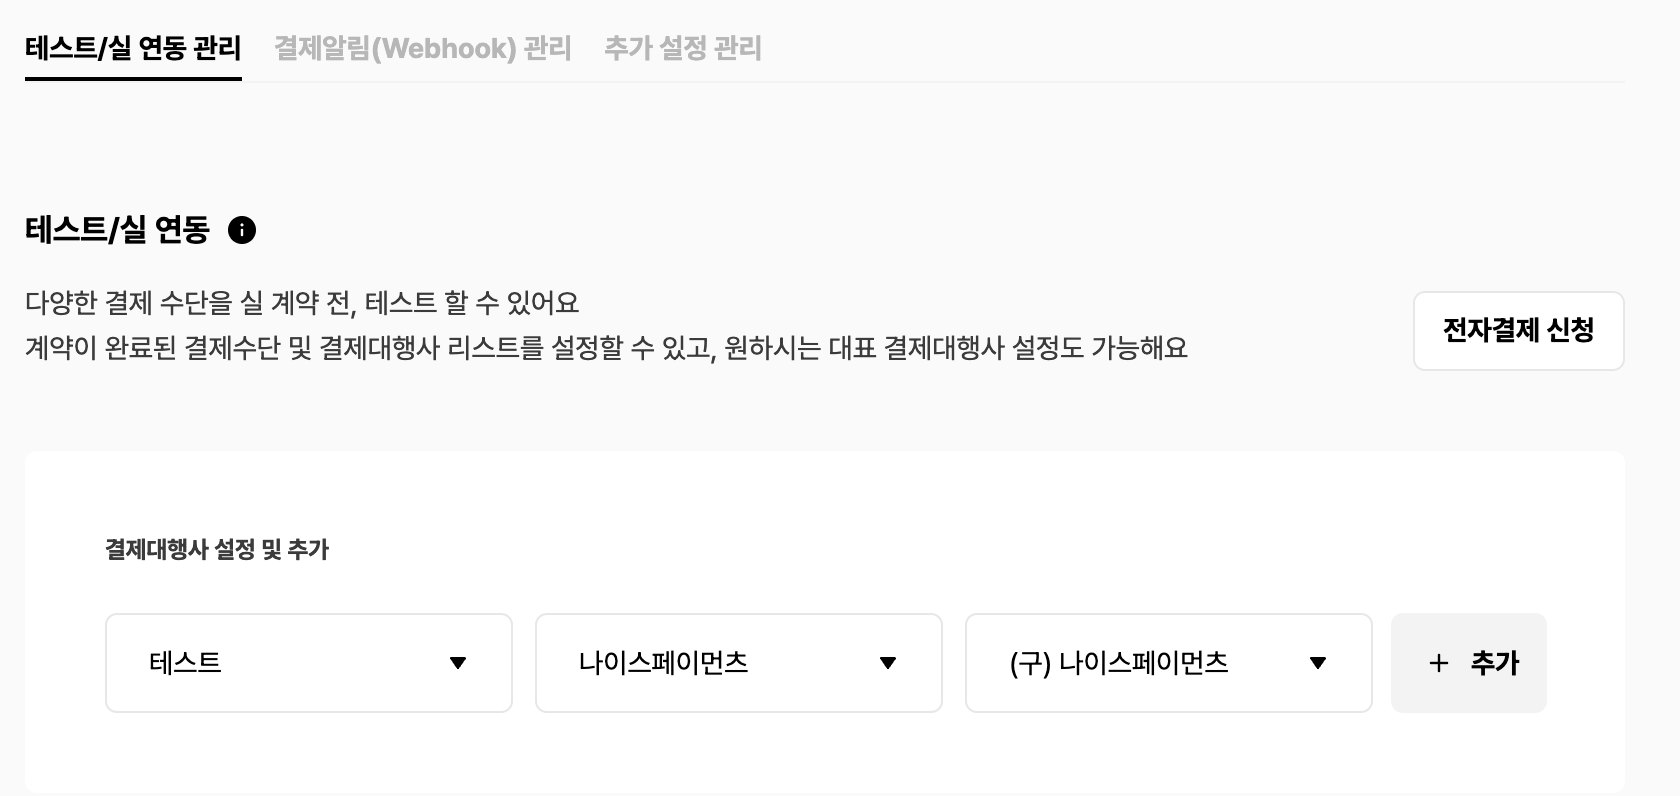 테스트/실 연동 관리 결제알림(Webhook) 관리 추가 설정 관리
테스트/실 연동
다양한 결제 수단을 실 계약 전, 테스트 할 수 있어요
계약이 완료된 결제수단 및 결제대행사 리스트를 설정할 수 있고, 원하시는 대표 결제대행사 설정도 가능해요
전자결제 신청
결제대행사 설정 및 추가
테스트 나이스페이먼츠 (구) 나이스페이먼츠 + 추가